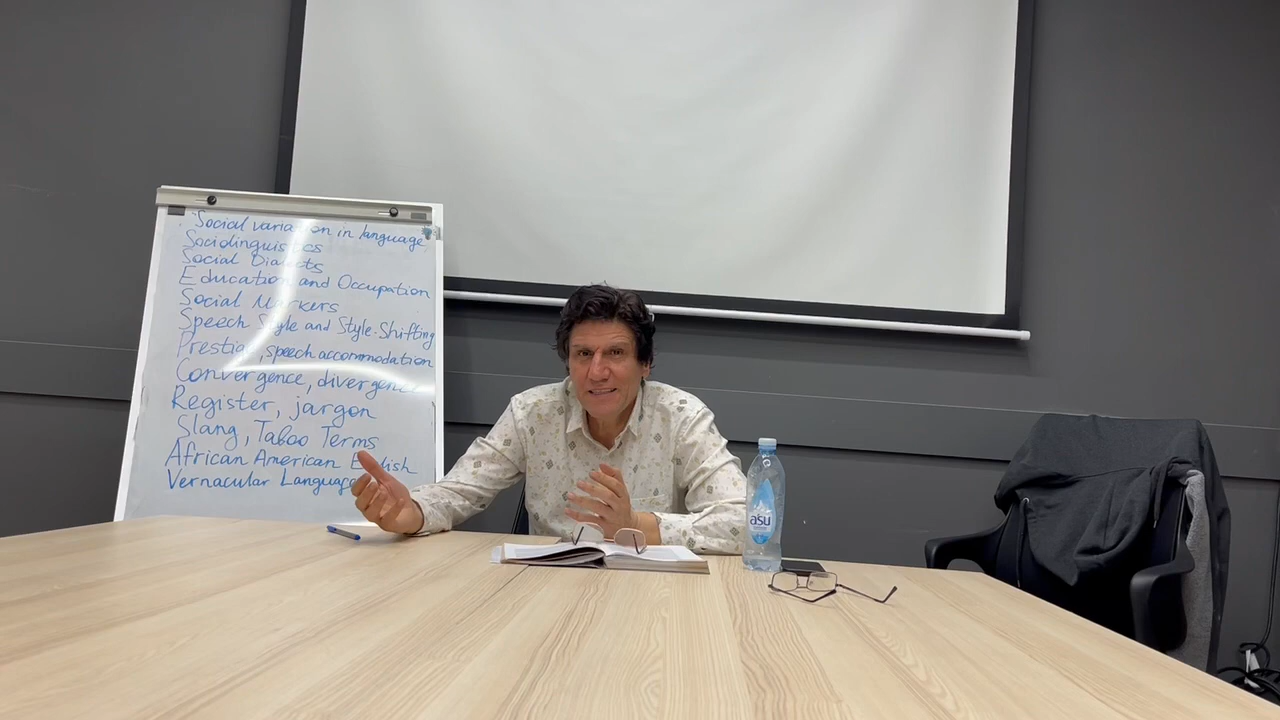 Social variation in language
Sociolinguistics
Social Dialects
Education and Occupation
Social Markers
Speech Style and Style-Shifting
Prestige, speech accommodation
Convergence, divergence
Register, jargon
Slang, Taboo Terms
African American English
Vernacular Language
asu